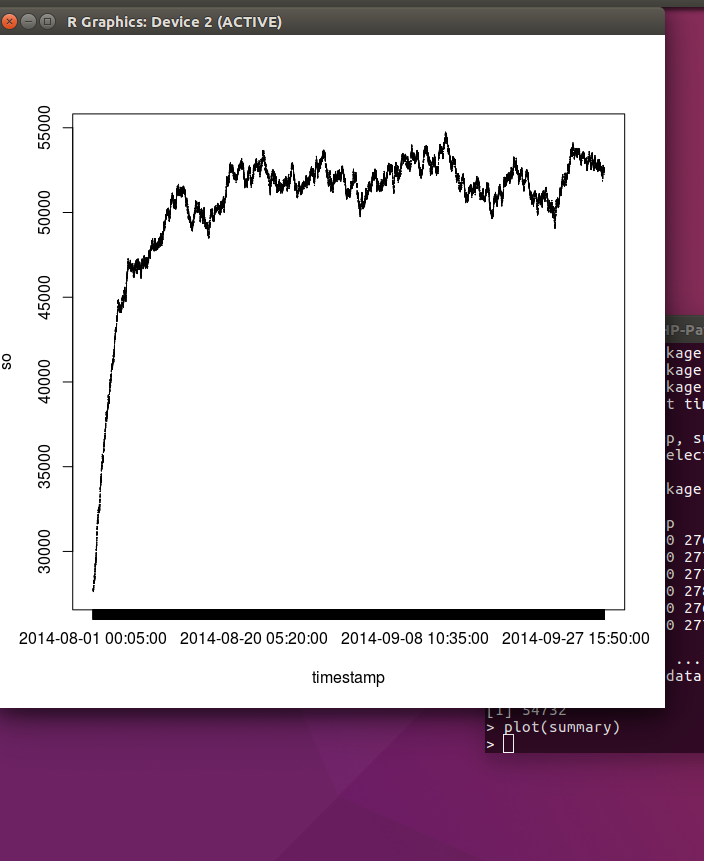 R Graphics: Device 2 (ACTIVE)
55000
50000
45000
40000
35000
30000
so
2014-08-01 00:05:00 2014-08-20 05:20:00 2014-09-08 10:35:00 2014-09-27 15:50:00
timestamp
HP-Pa
kage
kage
kage
t ti
p, s
elec
kage
p
0 27
0 27
0 27
0 27
0 27
0 27
...
data
[1] 54732
> plot(summary)
>